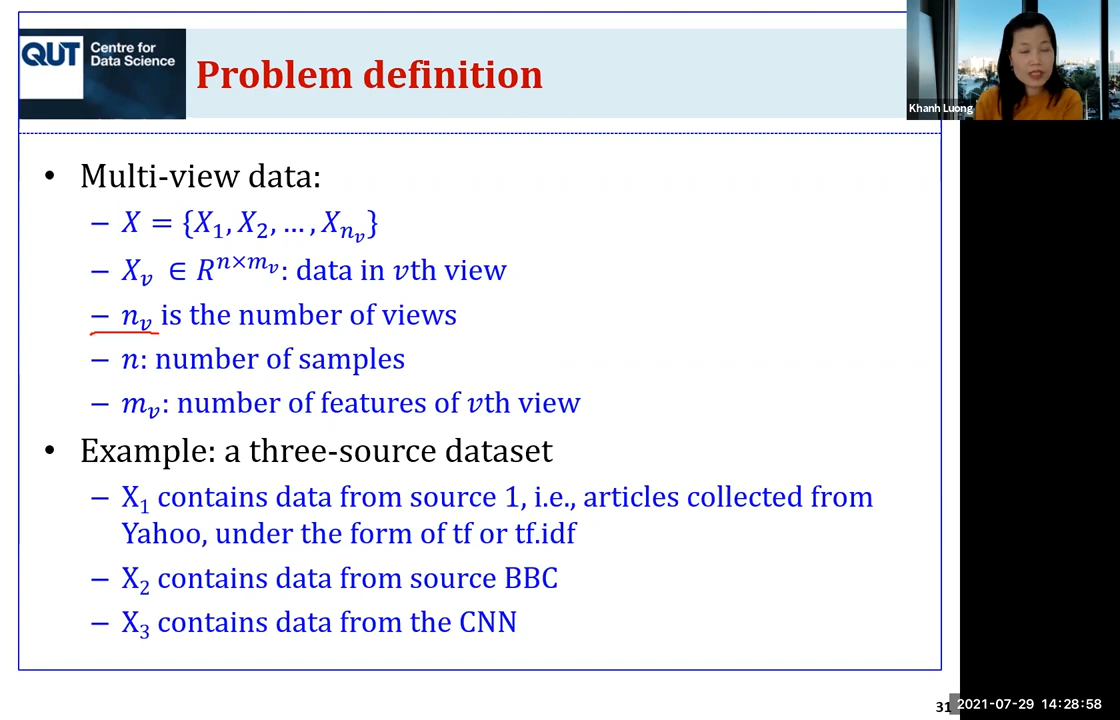 QUT Centre for
Data Science
Problem definition
Khanh Luong
• Multi-view data:
– X = {X₁, X₂, … , Xₙᵥ}
– Xᵥ ∈ Rⁿˣᵐᵥ: data in vth view
– nᵥ is the number of views
– n: number of samples
– mᵥ: number of features of vth view
• Example: a three-source dataset
– X₁ contains data from source 1, i.e., articles collected from
Yahoo, under the form of tf or tf.idf
– X₂ contains data from source BBC
– X₃ contains data from the CNN
31
2021-07-29 14:28:58